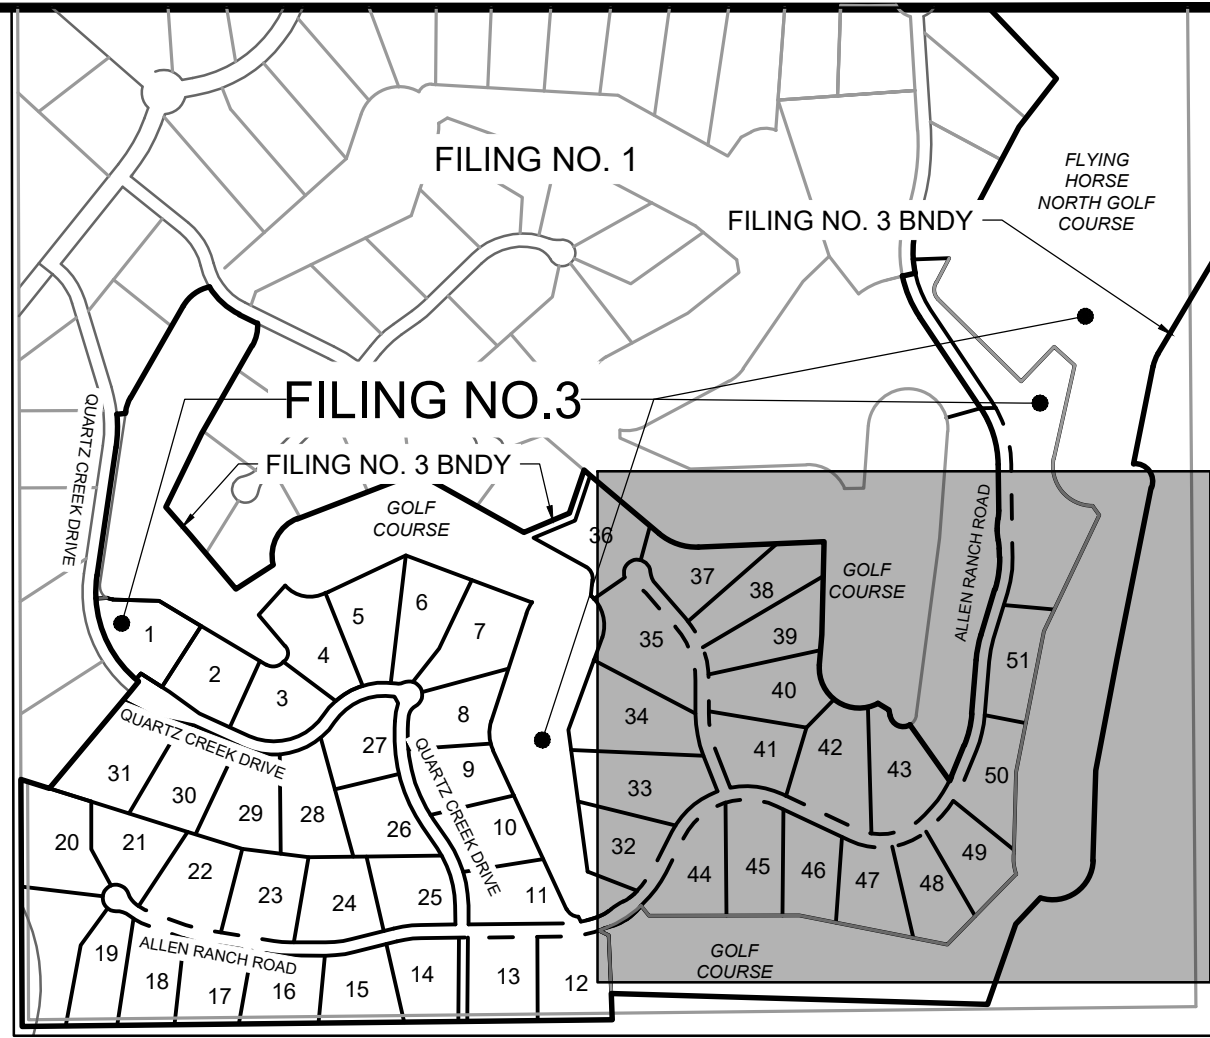 FILING NO. 1
FLYING
HORSE
NORTH GOLF
COURSE
FILING NO. 3 BNDY
FILING NO.3
QUARTZ CREEK DRIVE
FILING NO. 3 BNDY
GOLF
COURSE
36
ALLEN RANCH ROAD
37
38
GOLF
COURSE
1
2
3
4
5
6
7
35
39
40
51
8
34
41
42
43
50
QUARTZ CREEK DRIVE
27
QUARTZ CREEK DRIVE
9
31
30
29
28
26
10
33
32
20
21
22
23
24
25
11
44
45
46
47
48
49
19
18
17
16
15
14
13
12
ALLEN RANCH ROAD
GOLF
COURSE